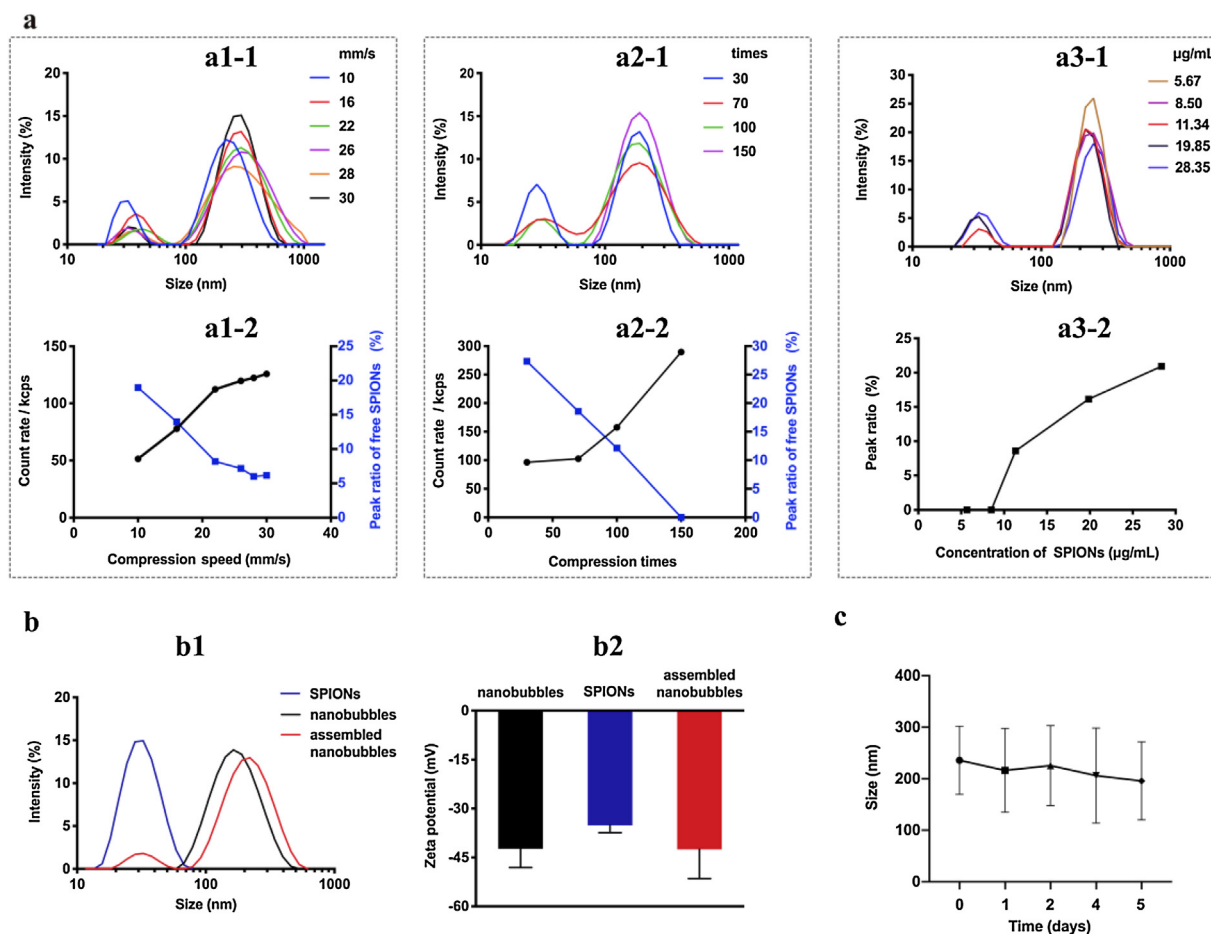 a
a1-1
mm/s
10
16
22
26
28
30
20
15
10
5
0
Intensity (%)
10
100
1000
Size (nm)
a2-1
times
30
70
100
150
20
15
10
5
0
Intensity (%)
10
100
1000
Size (nm)
a3-1
µg/mL
5.67
8.50
11.34
19.85
28.35
30
25
20
15
10
5
0
Intensity (%)
10
100
1000
Size (nm)
a1-2
150
100
50
0
Count rate / kcps
25
20
15
10
5
0
Peak ratio of free SPIONs (%)
0
10
20
30
40
Compression speed (mm/s)
a2-2
300
250
200
150
100
50
0
Count rate / kcps
30
25
20
15
10
5
0
Peak ratio of free SPIONs (%)
0
50
100
150
200
Compression times
a3-2
25
20
15
10
5
0
Peak ratio (%)
0
5
10
15
20
25
30
Concentration of SPIONs (µg/mL)
b
b1
SPIONs
nanobubbles
assembled
nanobubbles
20
15
10
5
0
Intensity (%)
10
100
1000
Size (nm)
b2
nanobubbles
SPIONs
assembled
nanobubbles
0
-15
-30
-45
-60
Zeta potential (mV)
c
400
300
200
100
0
Size (nm)
0
1
2
4
5
Time (days)